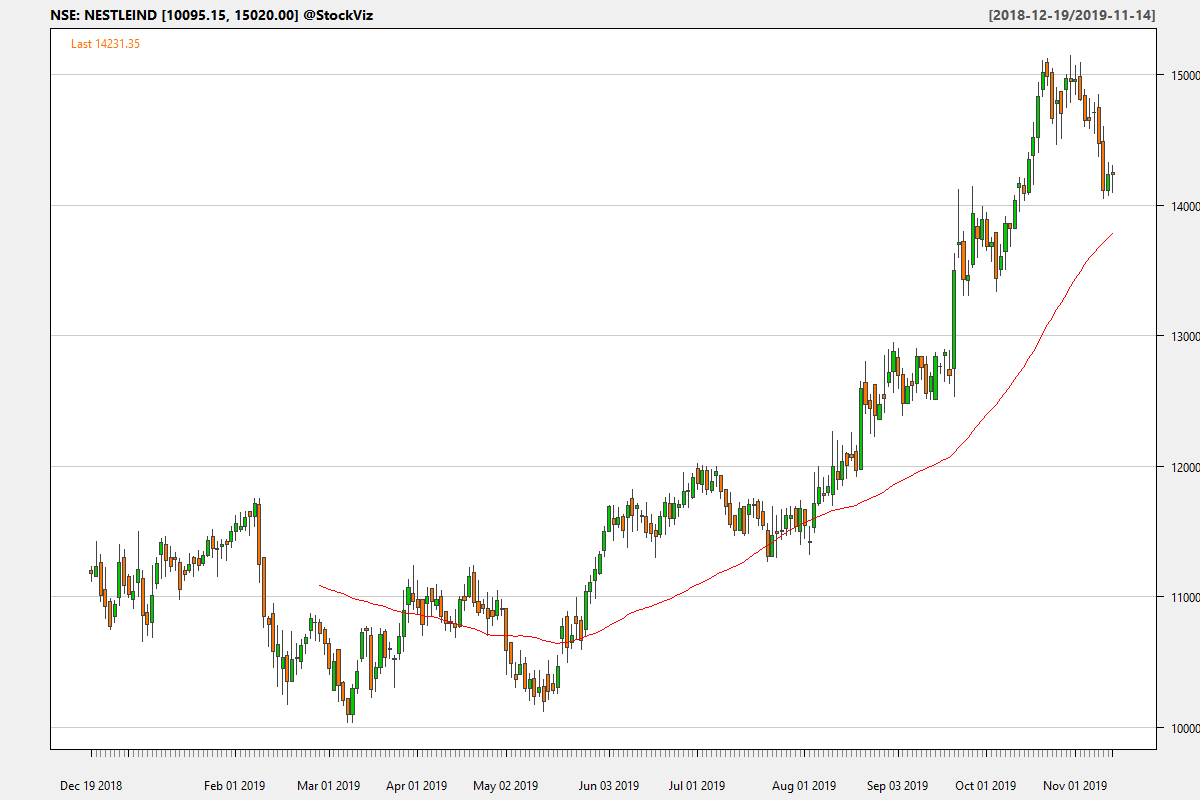 NSE: NESTLEIND [10095.15, 15020.00] @StockViz
[2018-12-19/2019-11-14]
Last 14231.35
15000
14000
13000
12000
11000
10000
Dec 19 2018
Feb 01 2019
Mar 01 2019
Apr 01 2019
May 02 2019
Jun 03 2019
Jul 01 2019
Aug 01 2019
Sep 03 2019
Oct 01 2019
Nov 01 2019